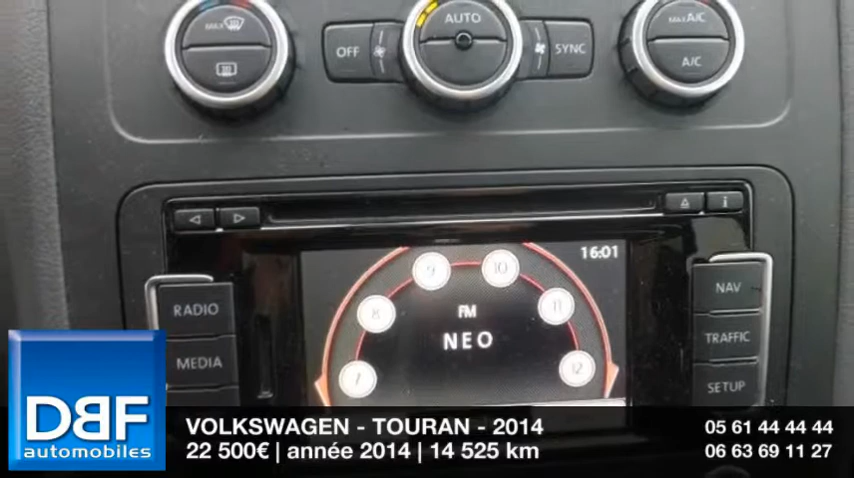 MAX
OFF AUTO SYNC
MAX A/C
A/C
16:01
7 8 9 10 11 12
FM
NEO
RADIO
MEDIA
NAV
TRAFFIC
SETUP
DBF
automobiles
VOLKSWAGEN - TOURAN - 2014
22 500€ | année 2014 | 14 525 km
05 61 44 44 44
06 63 69 11 27